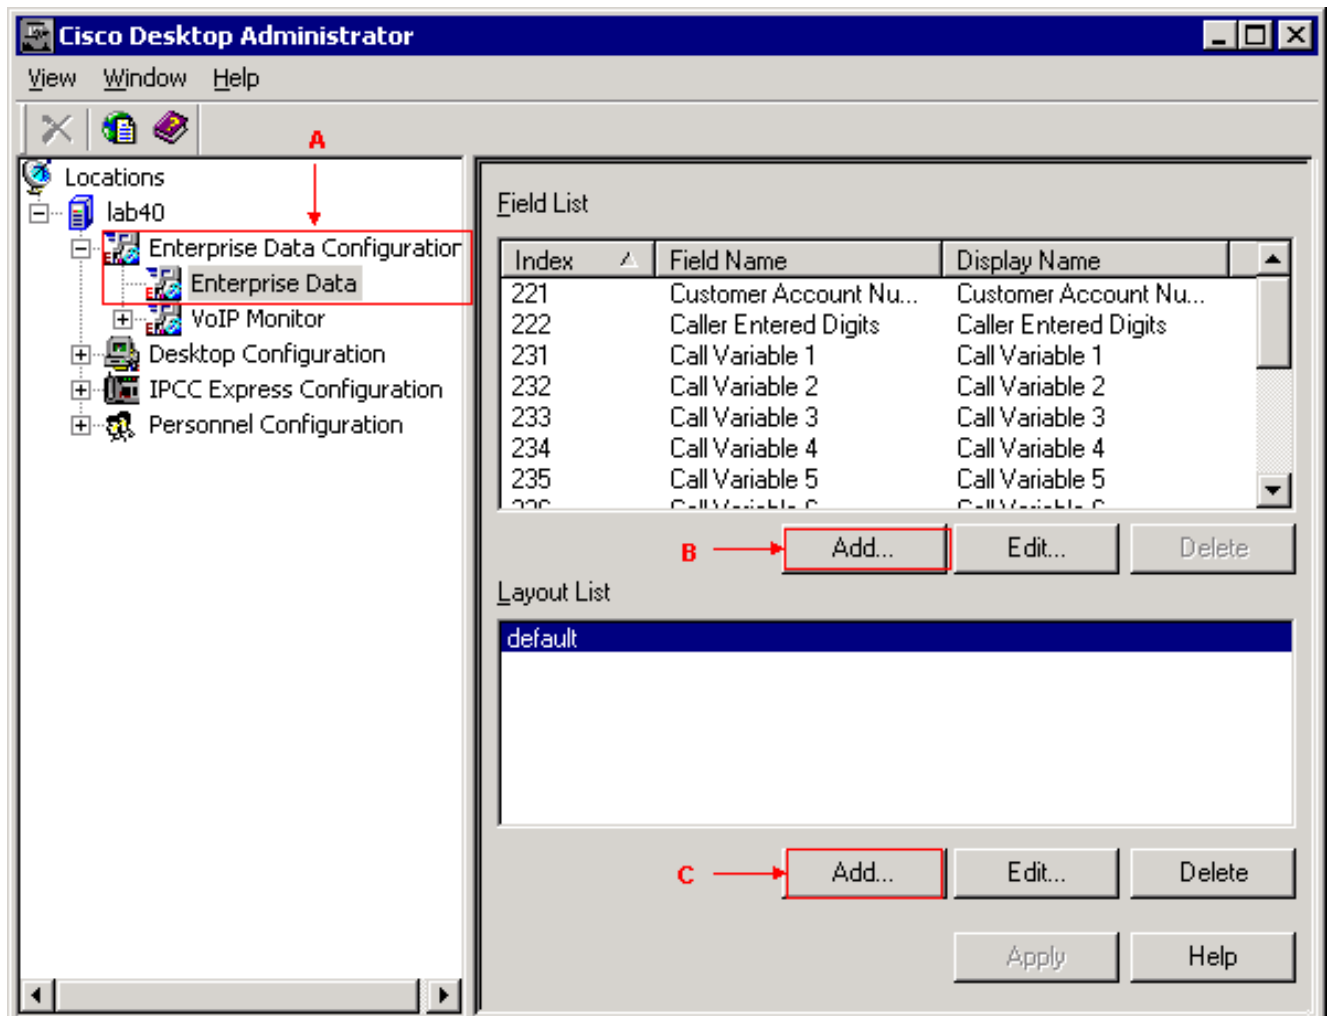 Cisco Desktop Administrator
View Window Help
A
Locations
lab40
Enterprise Data Configuration
Enterprise Data
VoIP Monitor
Desktop Configuration
IPCC Express Configuration
Personnel Configuration
Field List
Index Field Name Display Name
221 Customer Account Nu... Customer Account Nu...
222 Caller Entered Digits Caller Entered Digits
231 Call Variable 1 Call Variable 1
232 Call Variable 2 Call Variable 2
233 Call Variable 3 Call Variable 3
234 Call Variable 4 Call Variable 4
235 Call Variable 5 Call Variable 5
B Add... Edit... Delete
Layout List
default
C Add... Edit... Delete
Apply Help